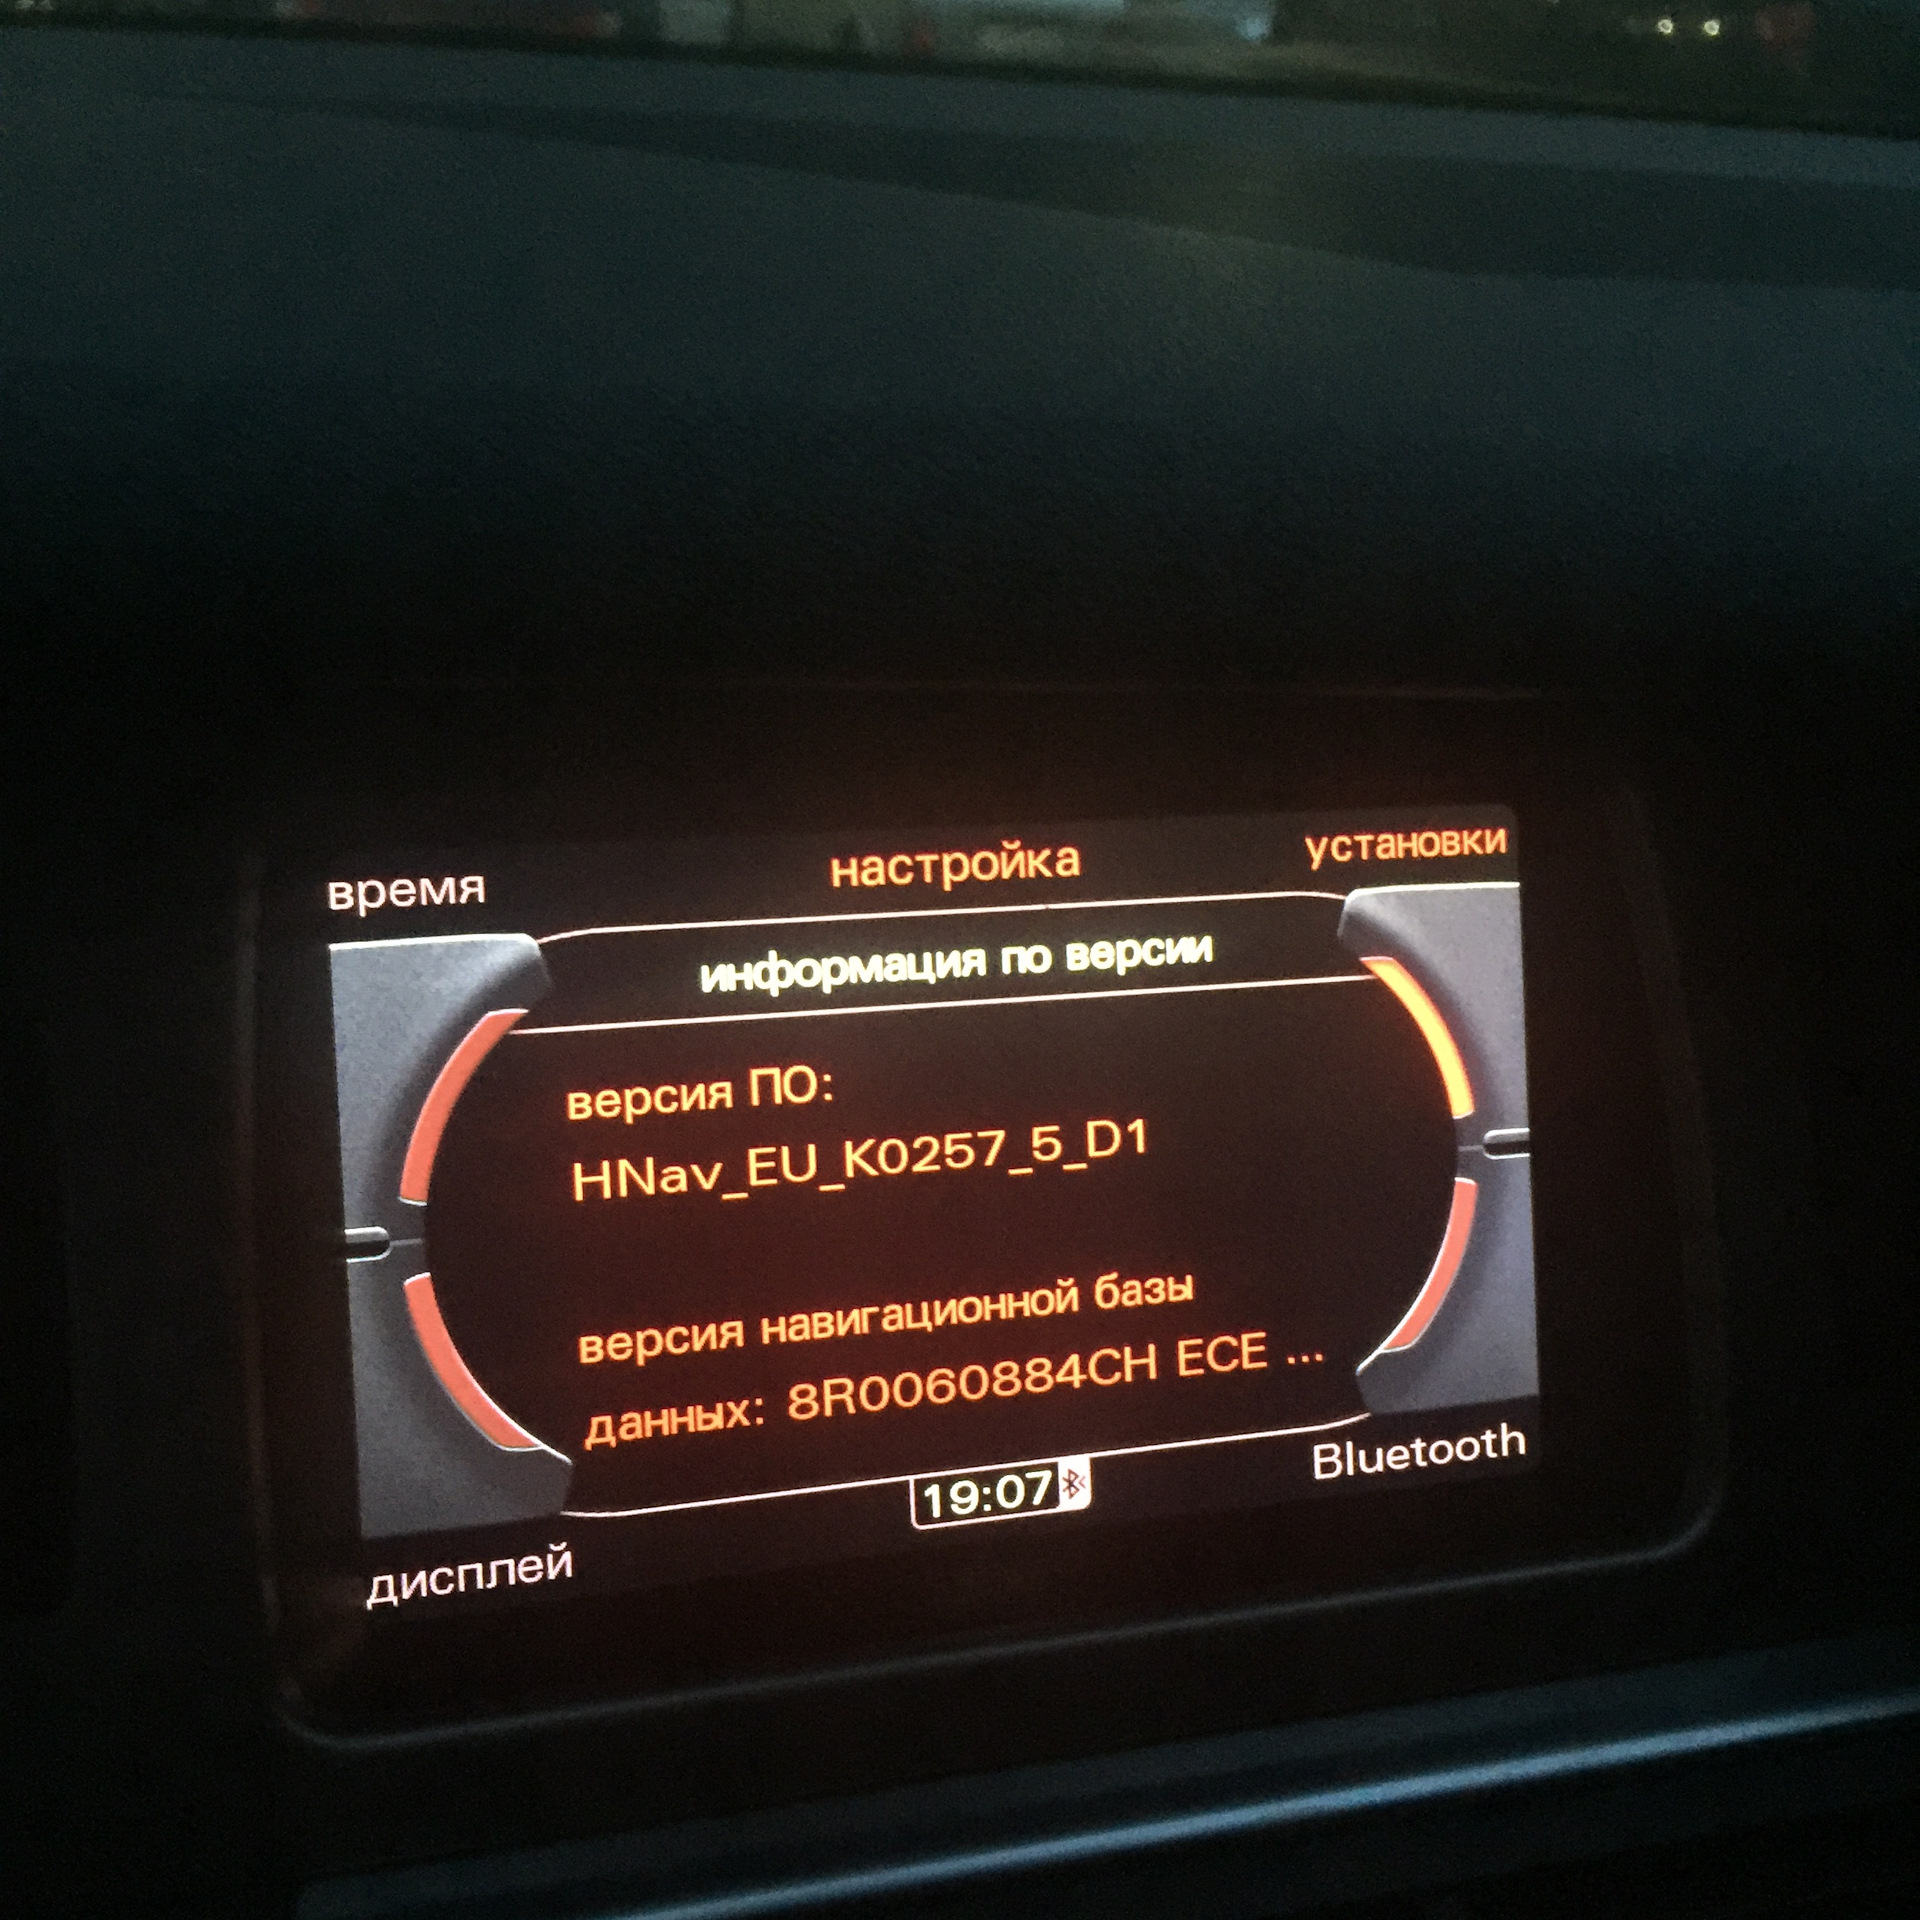 время
настройка
установки
информация по версии
версия ПО:
HNav_EU_K0257_5_D1
версия навигационной базы
данных: 8R0060884CH ECE ...
19:07
Bluetooth
дисплей